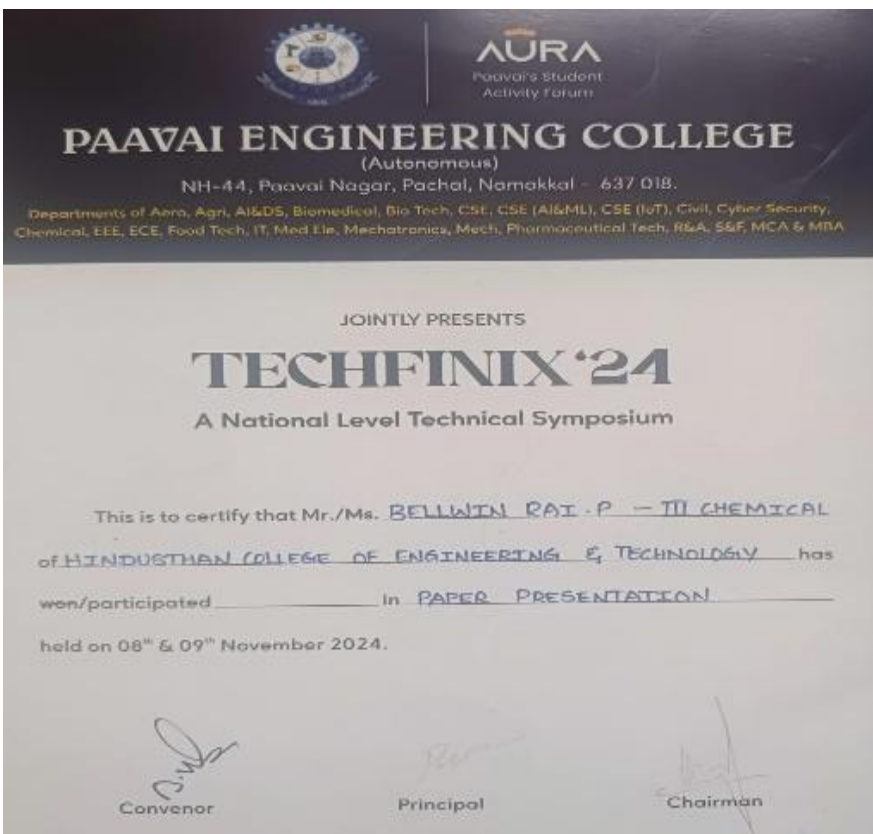 AURA
Paavai's Student
Activity Forum
PAAVAI ENGINEERING COLLEGE
(Autonomous)
NH-44, Paavai Nagar, Pachal, Namakkal - 637 018.
Departments of Aero, Agri, AI&DS, Biomedical, Bio Tech, CSE, CSE (AI&ML), CSE (IoT), Civil, Cyber Security,
Chemical, EEE, ECE, Food Tech, IT, Med Ele, Mechatronics, Mech, Pharmaceutical Tech, R&A, S&F, MCA & MBA
JOINTLY PRESENTS
TECHFINIX '24
A National Level Technical Symposium
This is to certify that Mr./Ms. BELLWIN RAI . P - III CHEMICAL
of HINDUSTHAN COLLEGE OF ENGINEERING & TECHNOLOGY has
won/participated in PAPER PRESENTATION
held on 08th & 09th November 2024.
Convenor Principal Chairman